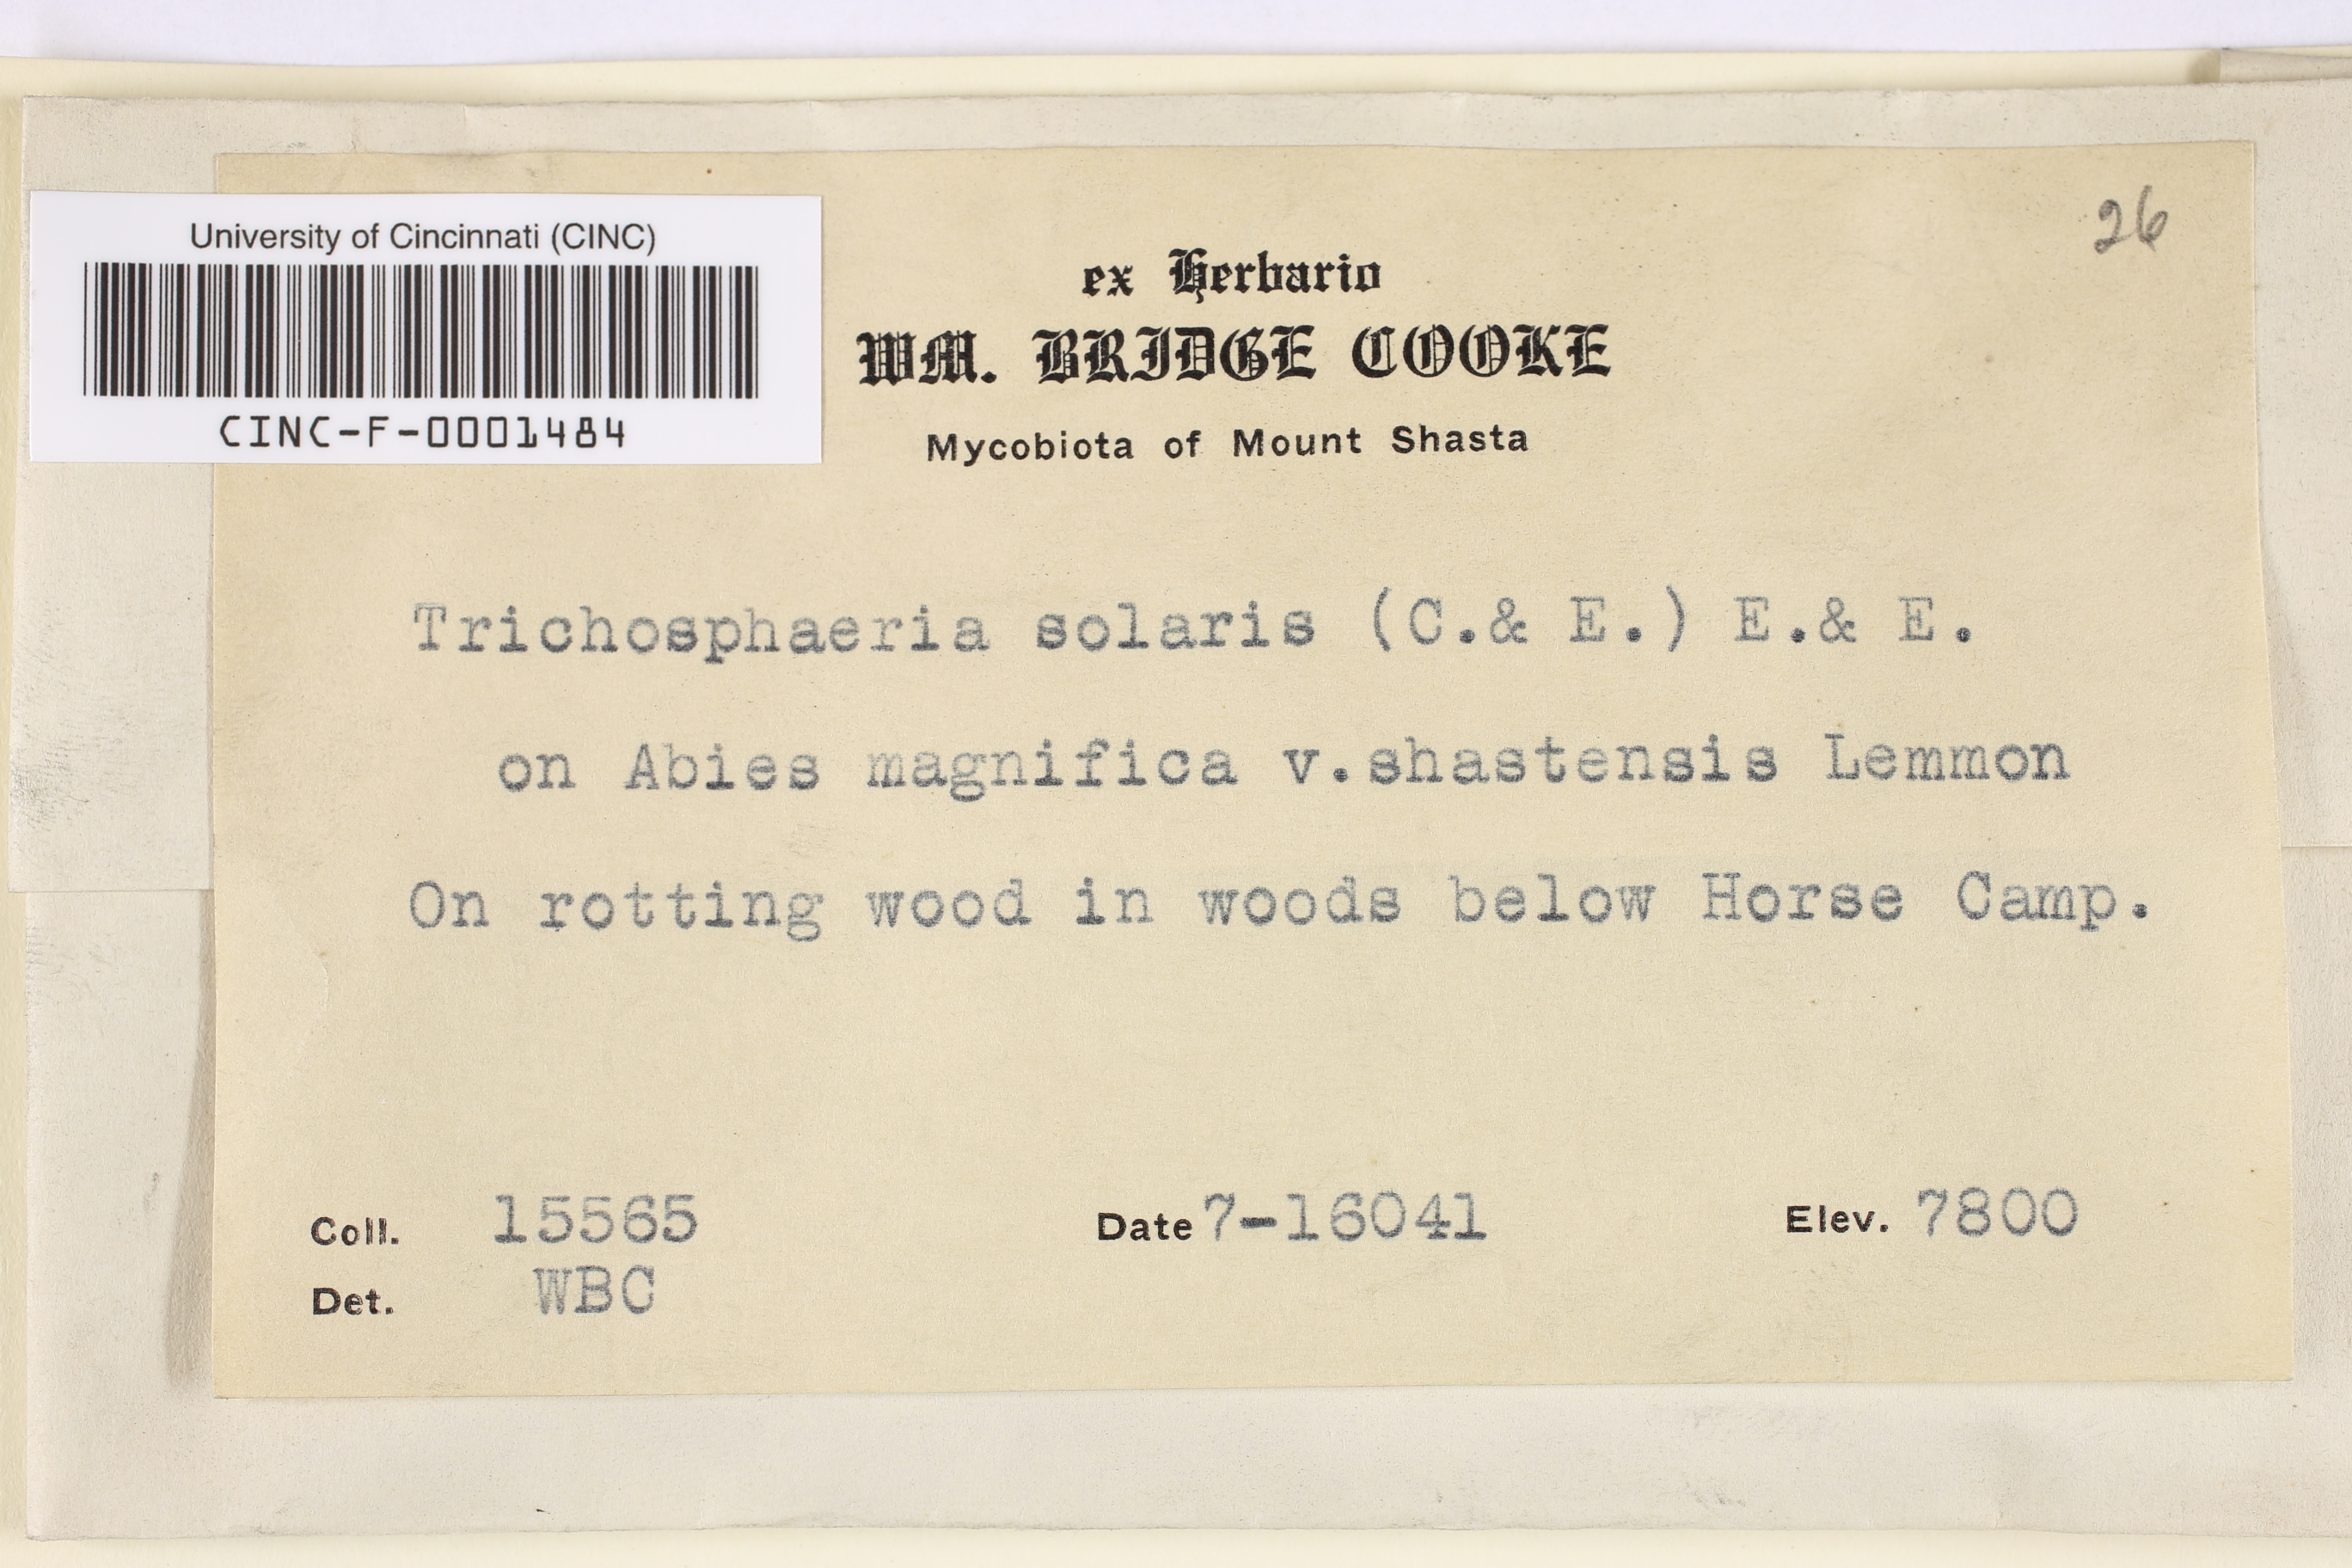 University of Cincinnati (CINC)
CINC-F-0001484
26
ex Herbario
WM. BRIDGE COOKE
Mycobiota of Mount Shasta
Trichosphaeria solaris (C.& E.) E.& E.
on Abies magnifica v.shastensis Lemmon
On rotting wood in woods below Horse Camp.
Coll. 15565 Date 7-16041 Elev. 7800
Det. WBC